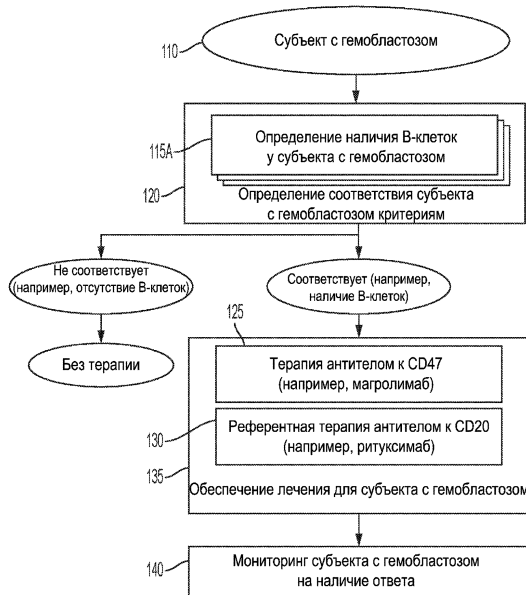 110
Субъект с гемобластозом
115A
Определение наличия В-клеток
у субъекта с гемобластозом
120
Определение соответствия субъекта
с гемобластозом критериям
Не соответствует
(например, отсутствие В-клеток)
Соответствует (например,
наличие В-клеток)
Без терапии
125
Терапия антителом к CD47
(например, магролимаб)
130
Референтная терапия антителом к CD20
(например, ритуксимаб)
135
Обеспечение лечения для субъекта с гемобластозом
140
Мониторинг субъекта с гемобластозом
на наличие ответа